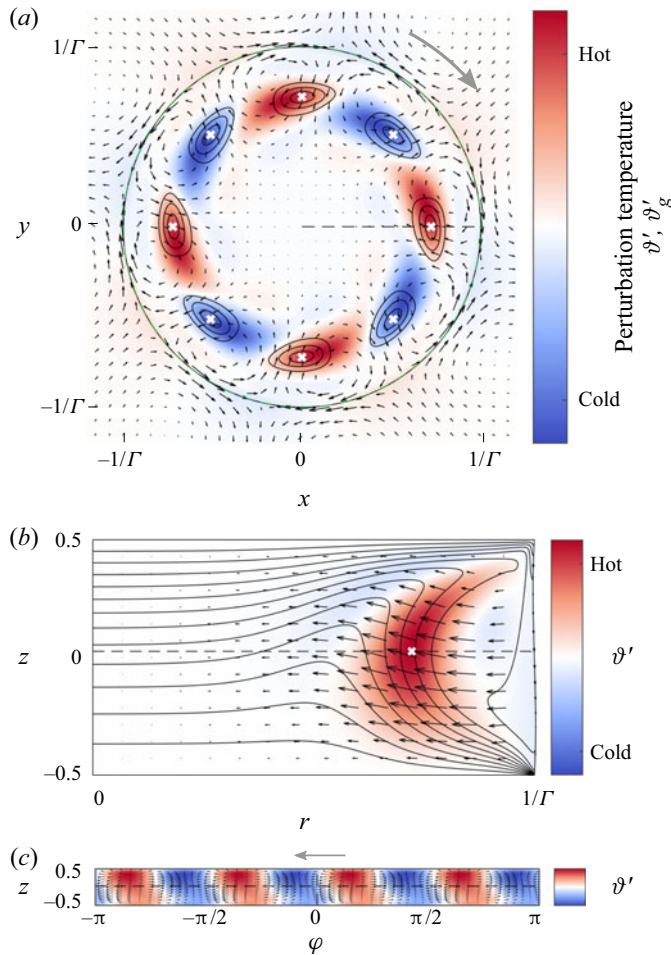 (a)
1/Γ
y
0
–1/Γ
–1/Γ
0
1/Γ
x
Hot
Cold
Perturbation temperature
ϑ′, ϑ′g
(b)
0.5
z
0
–0.5
0
1/Γ
r
Hot
ϑ′
Cold
(c)
z
0.5
–0.5
–π
–π/2
0
π/2
π
φ
ϑ′